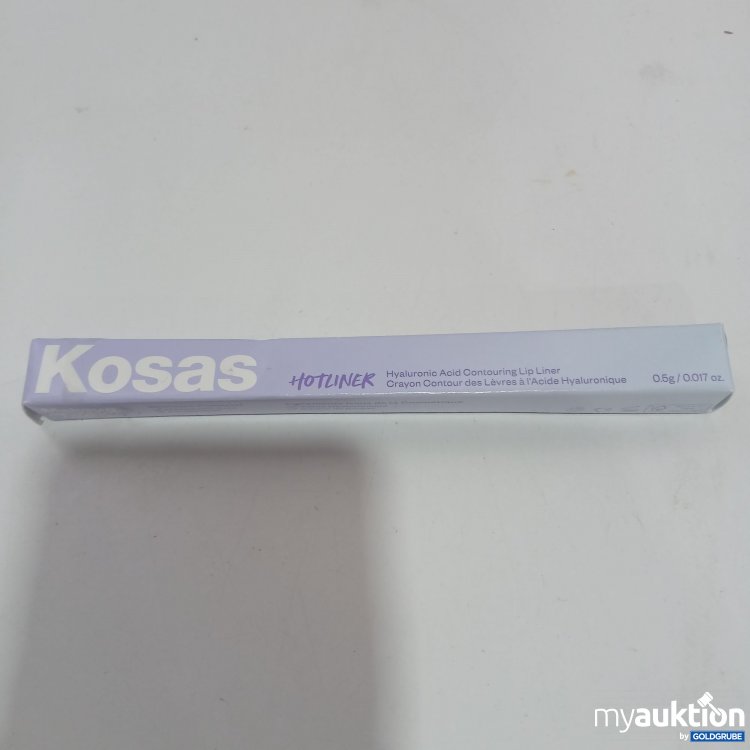 Kosas
HOTLINER
Hyaluronic Acid Contouring Lip Liner
Crayon Contour des Lèvres à l'Acide Hyaluronique
0.5g / 0.017 oz.
myauktion
by GOLDGRUBE